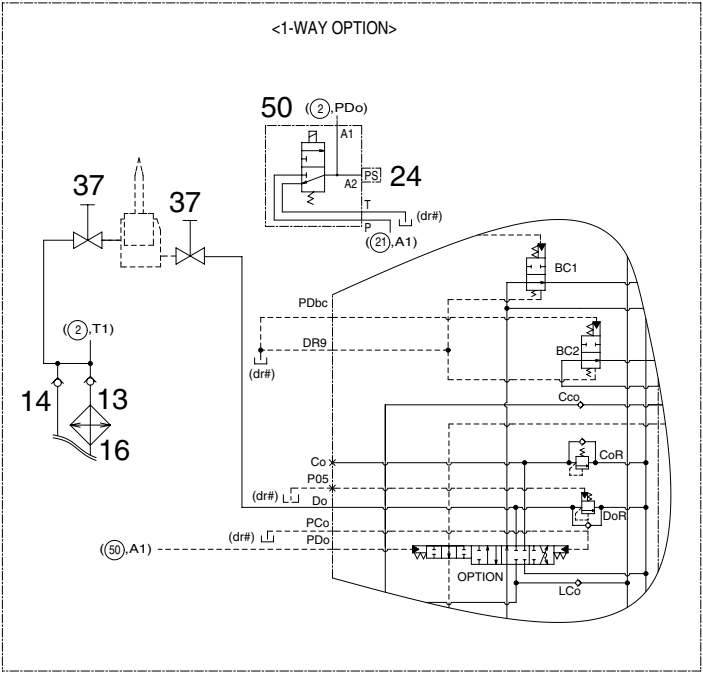 <1-WAY OPTION>
50 (2,PDo)
A1
A2
PS
24
T
(dr#)
P
(21,A1)
37
37
BC1
PDbc
DR9
(dr#)
BC2
(2,T1)
14
13
16
Cco
Co
CoR
P05
(dr#)
Do
DoR
PCo
(dr#)
PDo
(50,A1)
OPTION
LCo